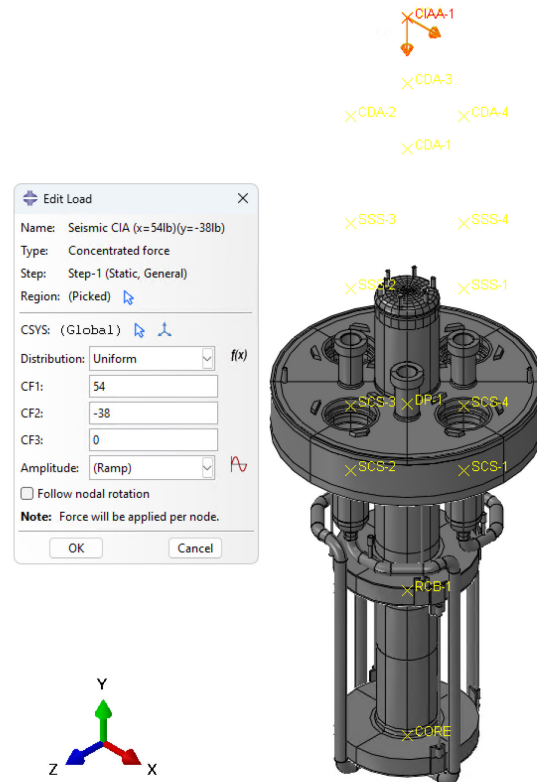 CIAA-1
CDA-3
CDA-2
CDA-4
CDA-1
Edit Load
Name: Seismic CIA (x=54lb)(y=-38lb)
Type: Concentrated force
Step: Step-1 (Static, General)
Region: (Picked)
CSYS: (Global)
Distribution: Uniform f(x)
CF1: 54
CF2: -38
CF3: 0
Amplitude: (Ramp)
Follow nodal rotation
Note: Force will be applied per node.
OK Cancel
SSS-3
SSS-4
SSS-2
SSS-1
SCS-3
DP-1
SCS-4
SCS-2
SCS-1
RCB-1
CORE
Y
Z
X